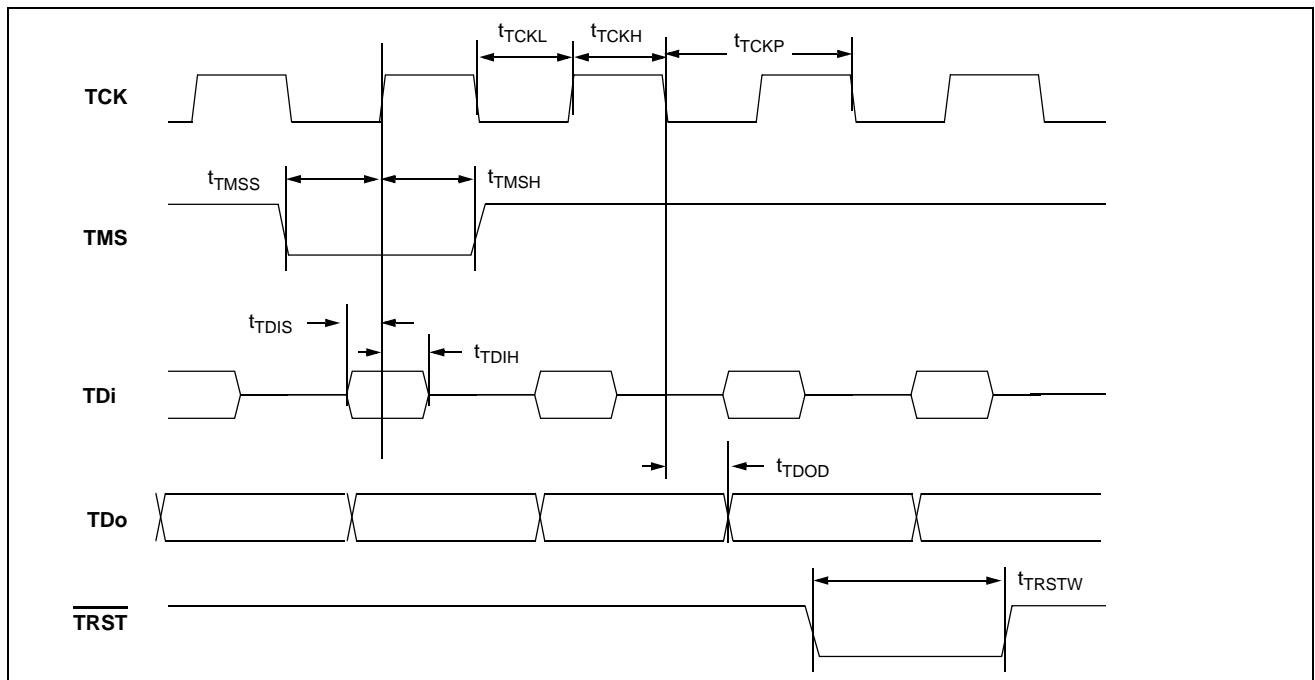 tTCKL tTCKH tTCKP
TCK
tTMSS tTMSH
TMS
tTDIS
tTDIH
TDi
tTDOD
TDo
tTRSTW
TRST